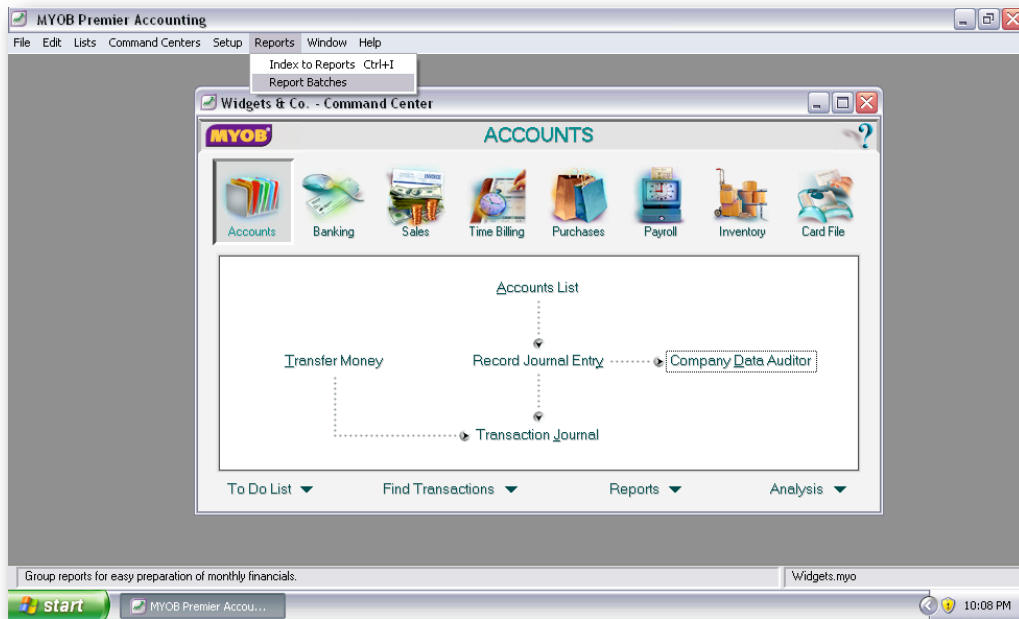 MYOB Premier Accounting
File Edit Lists Command Centers Setup Reports Window Help
Index to Reports Ctrl+I
Report Batches
Widgets & Co. - Command Center
MYOB ACCOUNTS
Accounts Banking Sales Time Billing Purchases Payroll Inventory Card File
Accounts List
Transfer Money Record Journal Entry Company Data Auditor
Transaction Journal
To Do List Find Transactions Reports Analysis
Group reports for easy preparation of monthly financials. Widgets.myo
start MYOB Premier Accou... 10:08 PM